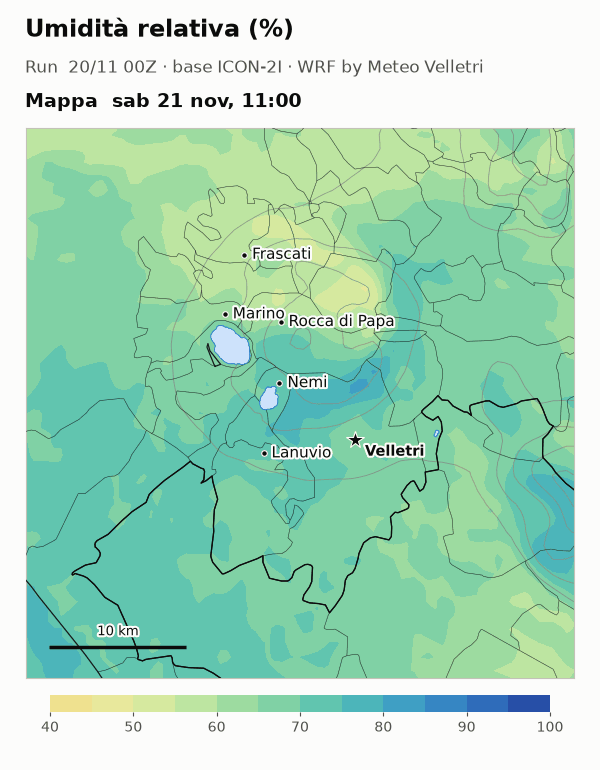 Umidità relativa (%)
Run  20/11 00Z · base ICON-2I · WRF by Meteo Velletri
Mappa  sab 21 nov, 11:00
Frascati
Marino
Rocca di Papa
Nemi
Velletri
Lanuvio
10 km
40 50 60 70 80 90 100